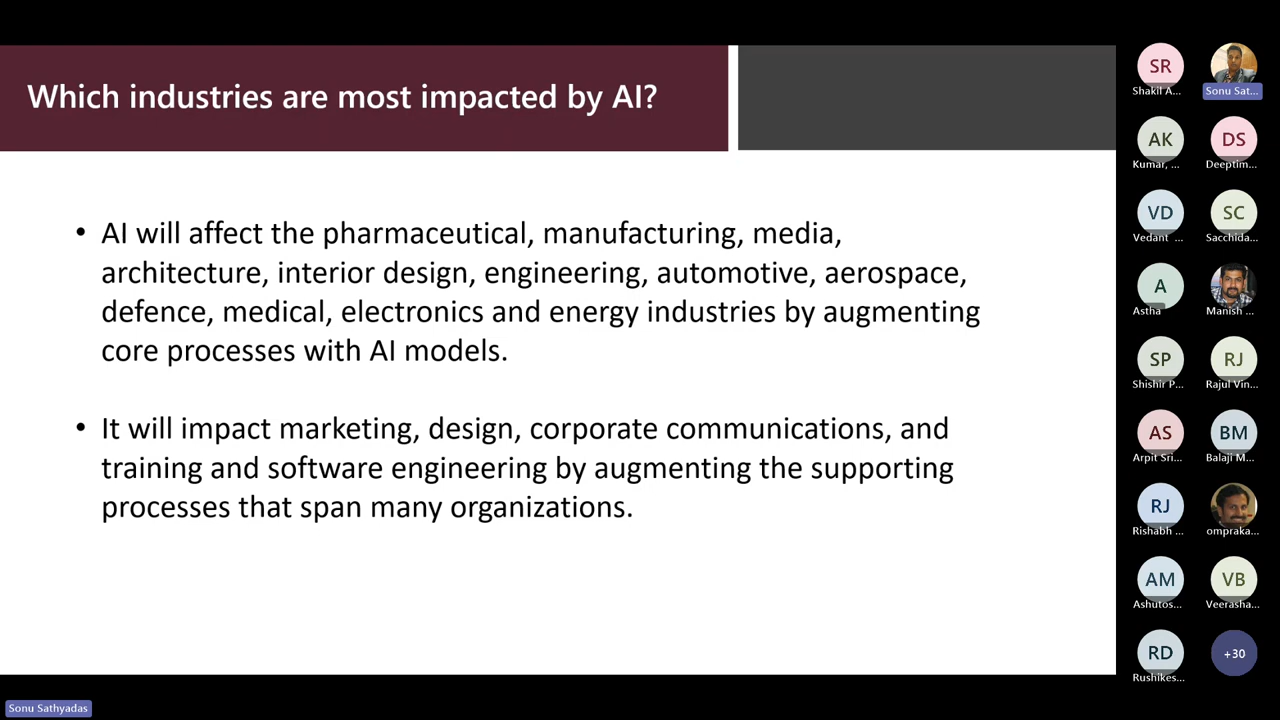 Which industries are most impacted by AI?
• AI will affect the pharmaceutical, manufacturing, media,
architecture, interior design, engineering, automotive, aerospace,
defence, medical, electronics and energy industries by augmenting
core processes with AI models.
• It will impact marketing, design, corporate communications, and
training and software engineering by augmenting the supporting
processes that span many organizations.
SR
Shakil A...
Sonu Sat...
AK
Kumar, ...
DS
Deeptim...
VD
Vedant ...
SC
Sacchida...
A
Astha
Manish ...
SP
Shishir P...
RJ
Rajul Vin...
AS
Arpit Sri...
BM
Balaji M...
RJ
Rishabh ...
ompraka...
AM
Ashutos...
VB
Veerasha...
RD
Rushikes...
+30
Sonu Sathyadas